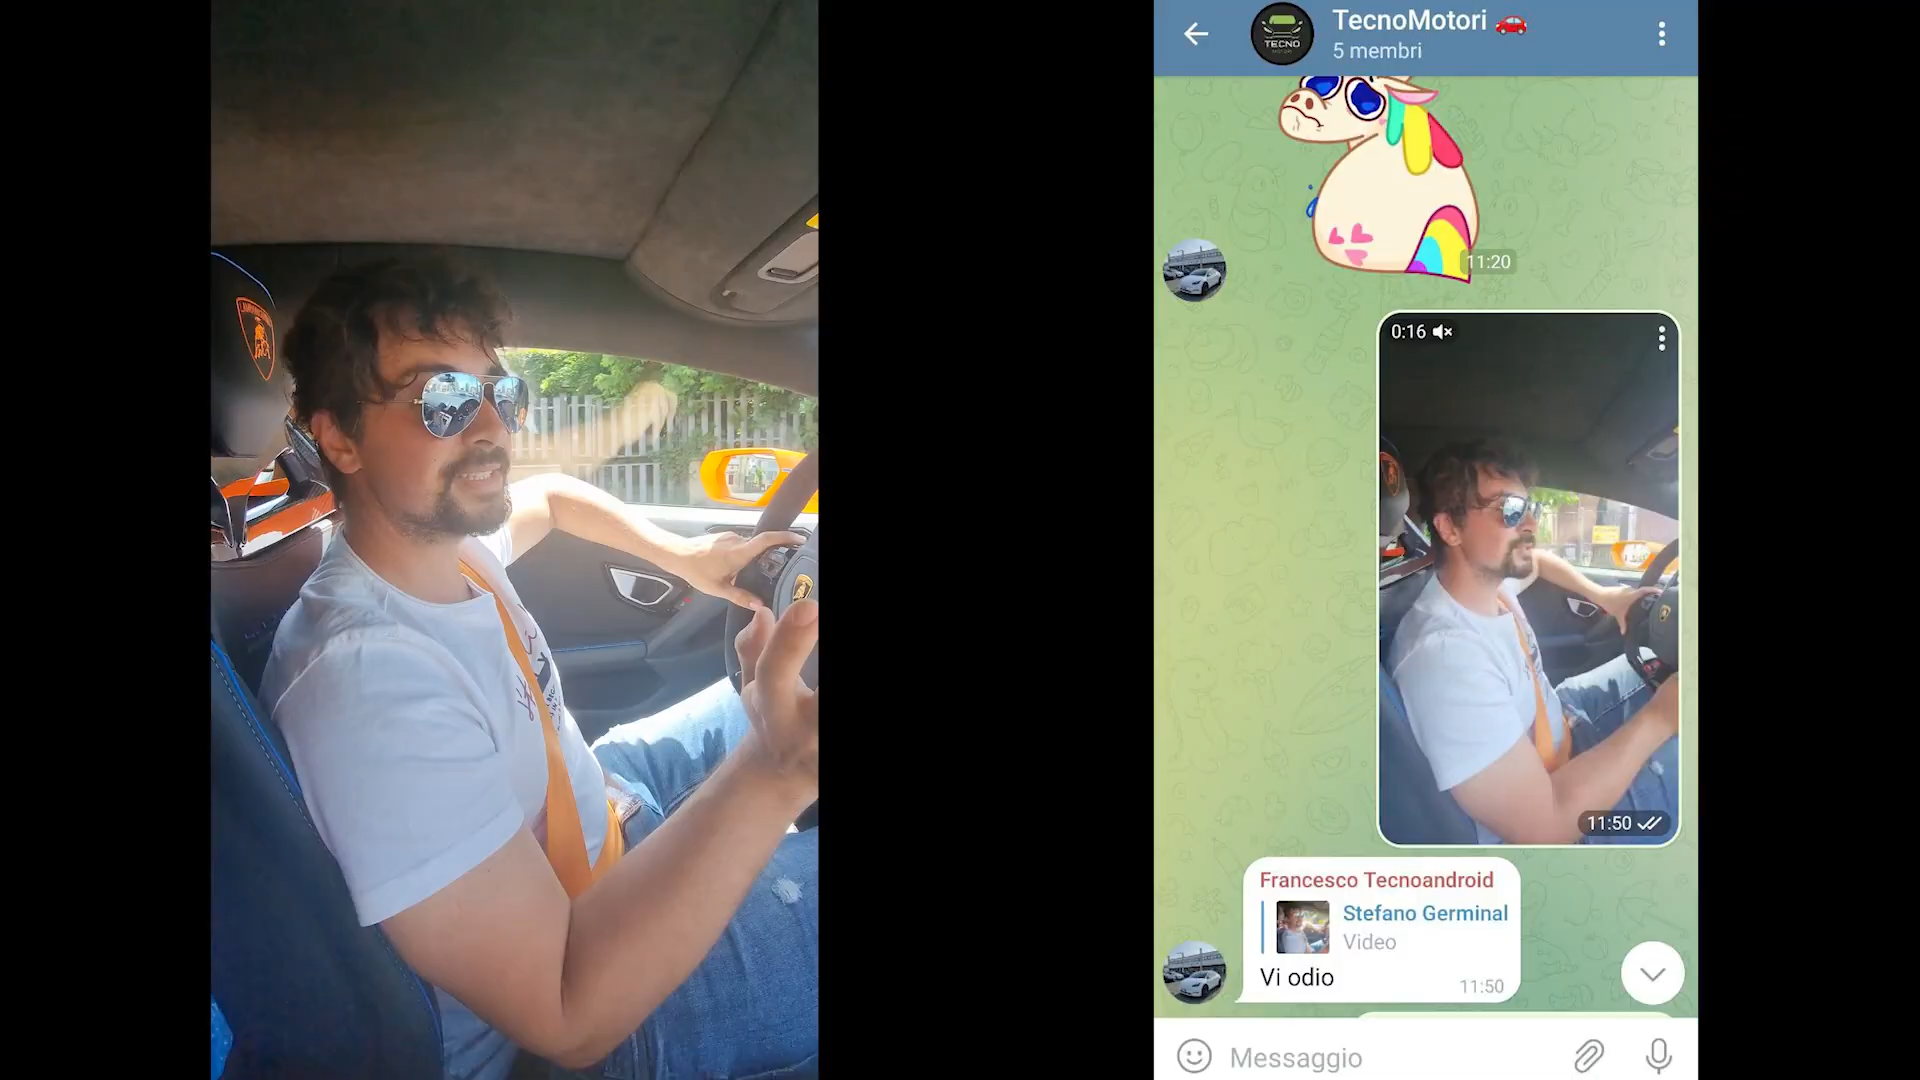 TecnoMotori 🚗
5 membri
TECNO
11:20
0:16
11:50
Francesco Tecnoandroid
Stefano Germinal
Video
Vi odio
11:50
Messaggio